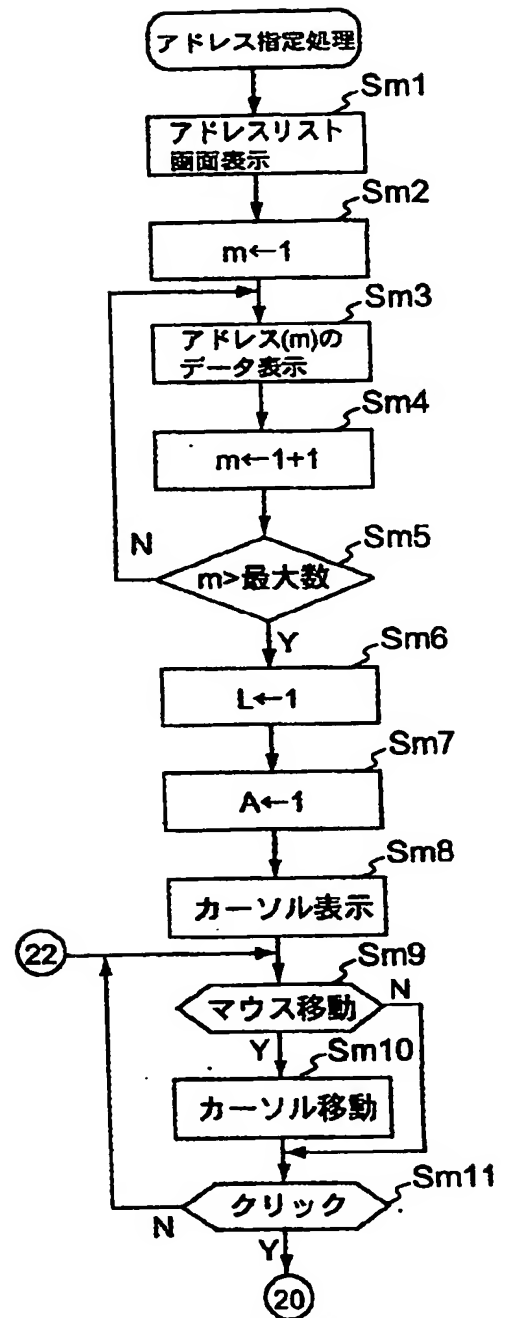 アドレス指定処理
Sm1
アドレスリスト
画面表示
Sm2
m←1
Sm3
アドレス(m)の
データ表示
Sm4
m←1+1
N
Sm5
m>最大数
Y
Sm6
L←1
Sm7
A←1
Sm8
カーソル表示
22
Sm9
マウス移動
N
Y
Sm10
カーソル移動
Sm11
クリック
N
Y
20